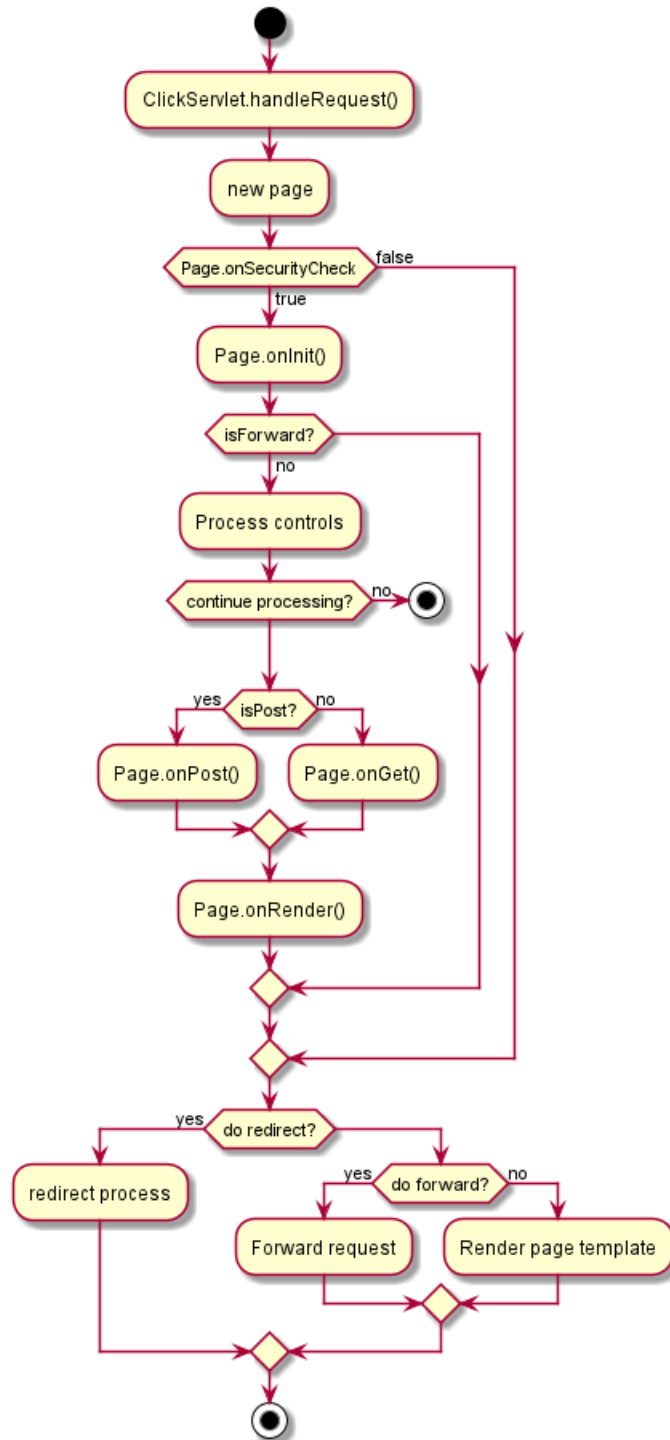 ClickServlet.handleRequest()
new page
Page.onSecurityCheck
false
true
Page.onInit()
isForward?
no
Process controls
continue processing?
no
yes
isPost?
no
Page.onPost()
Page.onGet()
Page.onRender()
yes
do redirect?
redirect process
yes
do forward?
no
Forward request
Render page template